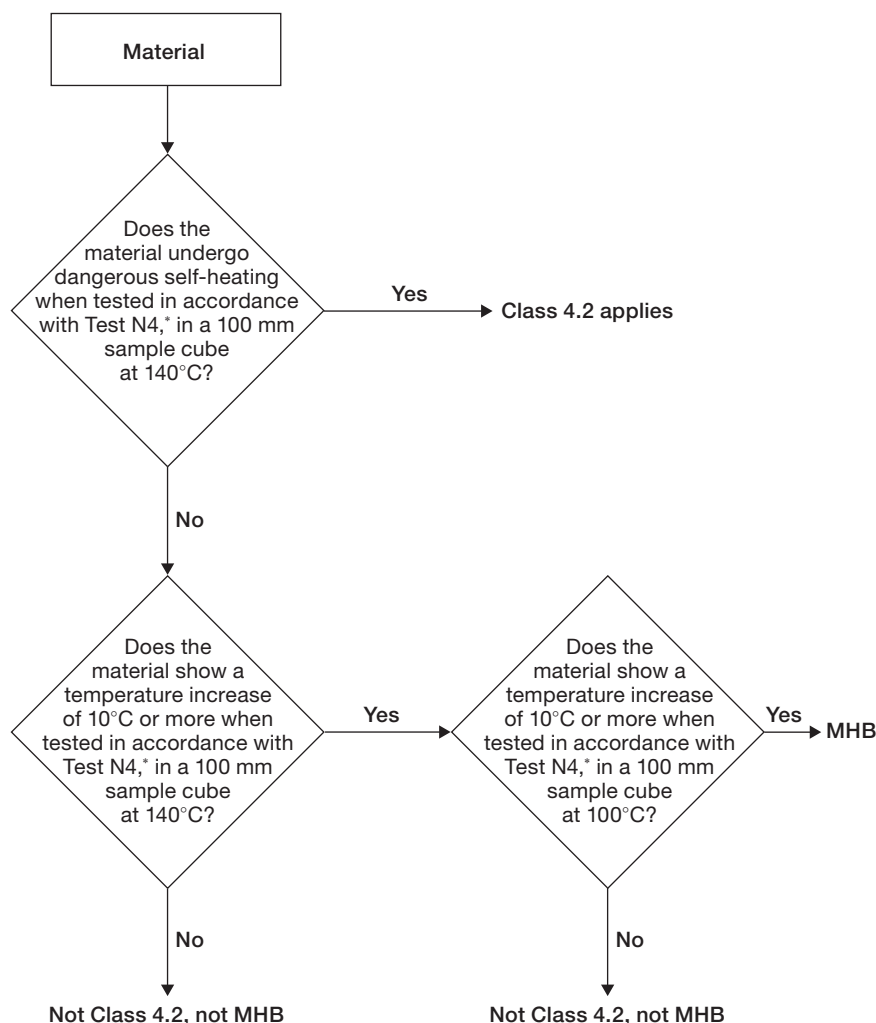 Material
Does the
material undergo
dangerous self-heating
when tested in accordance
with Test N4,* in a 100 mm
sample cube
at 140°C?
Yes
Class 4.2 applies
No
Does the
material show a
temperature increase
of 10°C or more when
tested in accordance with
Test N4,* in a 100 mm
sample cube
at 140°C?
Yes
Does the
material show a
temperature increase
of 10°C or more when
tested in accordance with
Test N4,* in a 100 mm
sample cube
at 100°C?
Yes
MHB
No
Not Class 4.2, not MHB
No
Not Class 4.2, not MHB